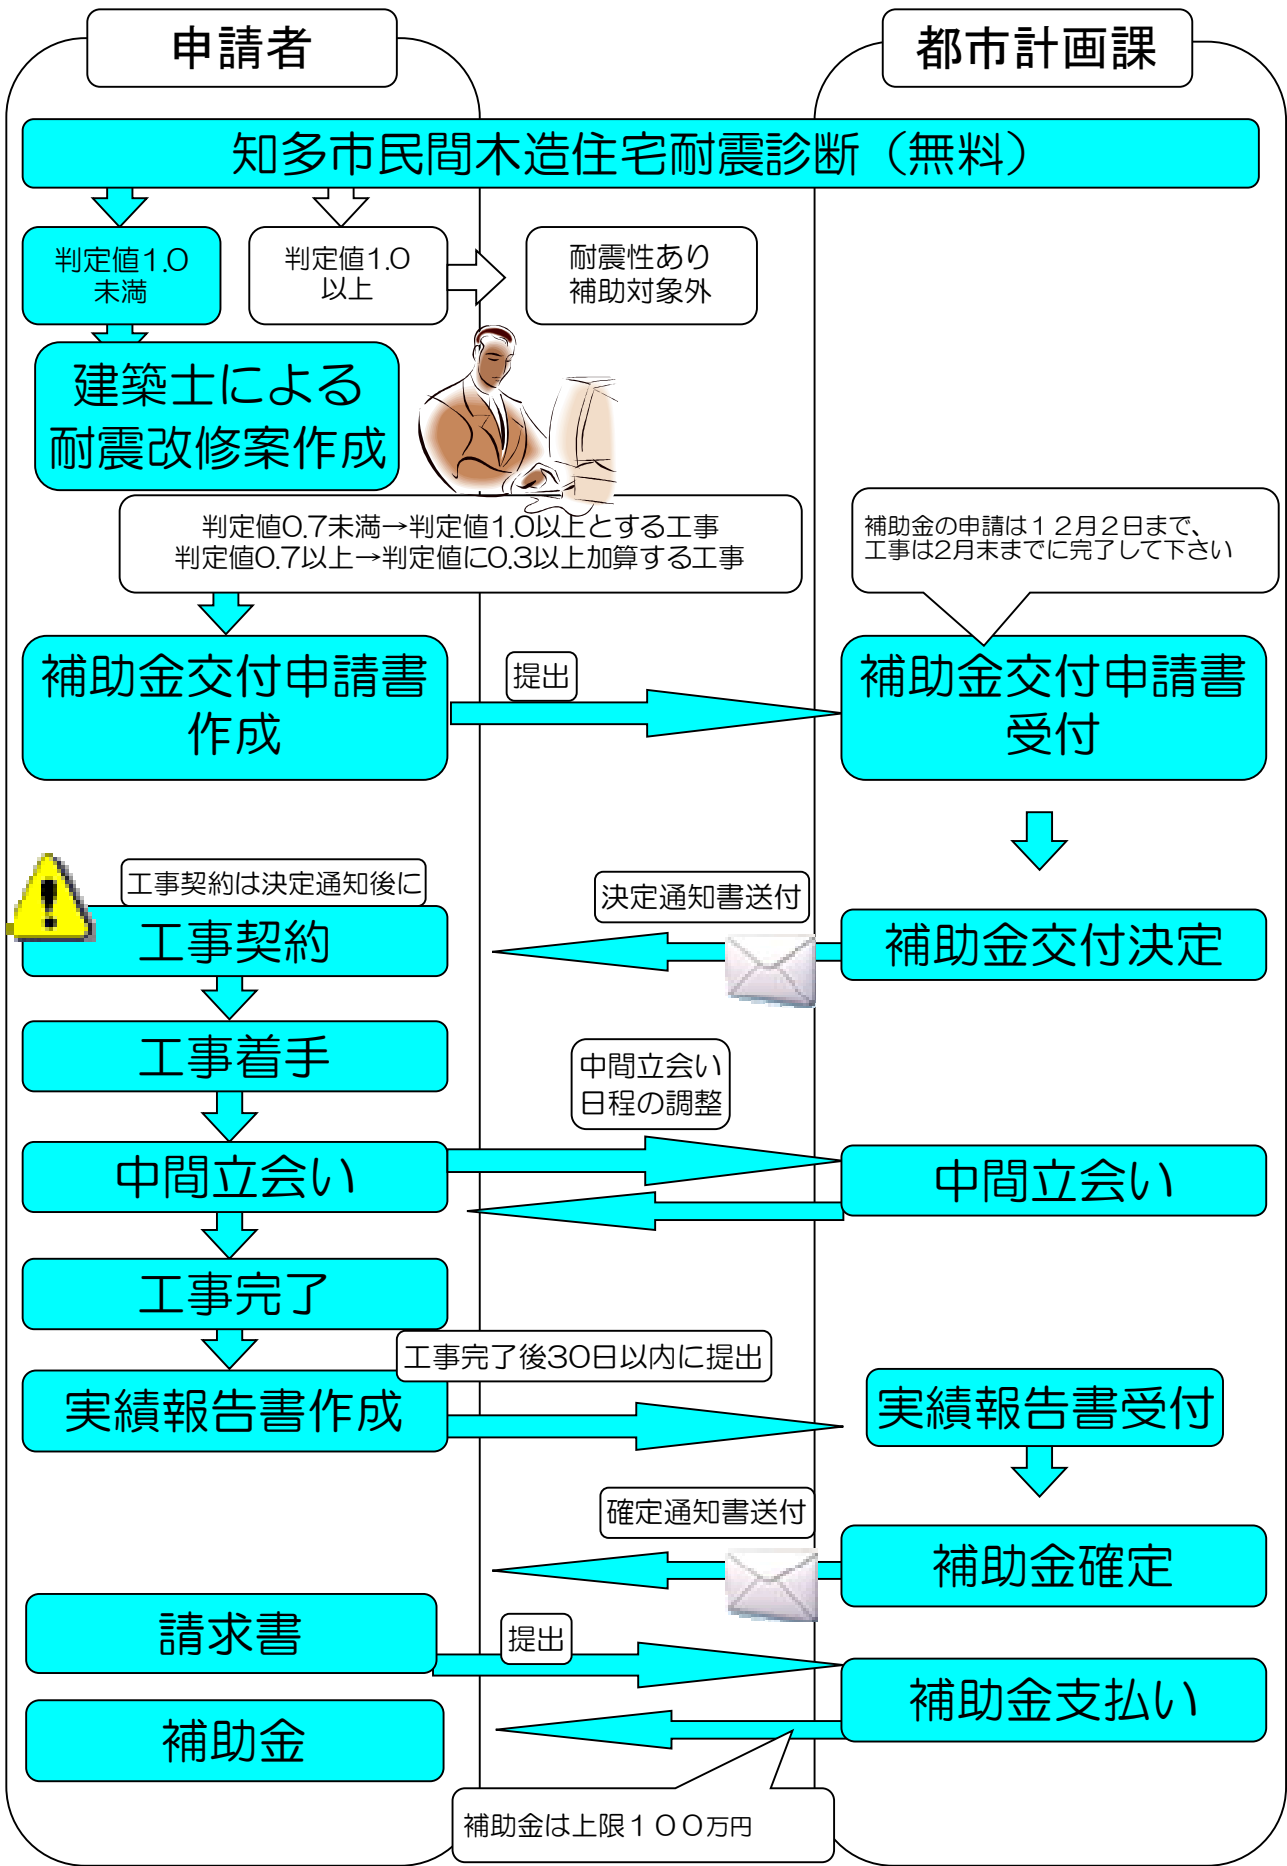 申請者
都市計画課
知多市民間木造住宅耐震診断（無料）
判定値1.0
未満
判定値1.0
以上
耐震性あり
補助対象外
建築士による
耐震改修案作成
判定値0.7未満→判定値1.0以上とする工事
判定値0.7以上→判定値に0.3以上加算する工事
補助金の申請は１２月２日まで、
工事は2月末までに完了して下さい
補助金交付申請書
作成
提出
補助金交付申請書
受付
工事契約は決定通知後に
決定通知書送付
工事契約
補助金交付決定
工事着手
中間立会い
日程の調整
中間立会い
中間立会い
工事完了
工事完了後30日以内に提出
実績報告書作成
実績報告書受付
確定通知書送付
補助金確定
請求書
提出
補助金支払い
補助金
補助金は上限１００万円